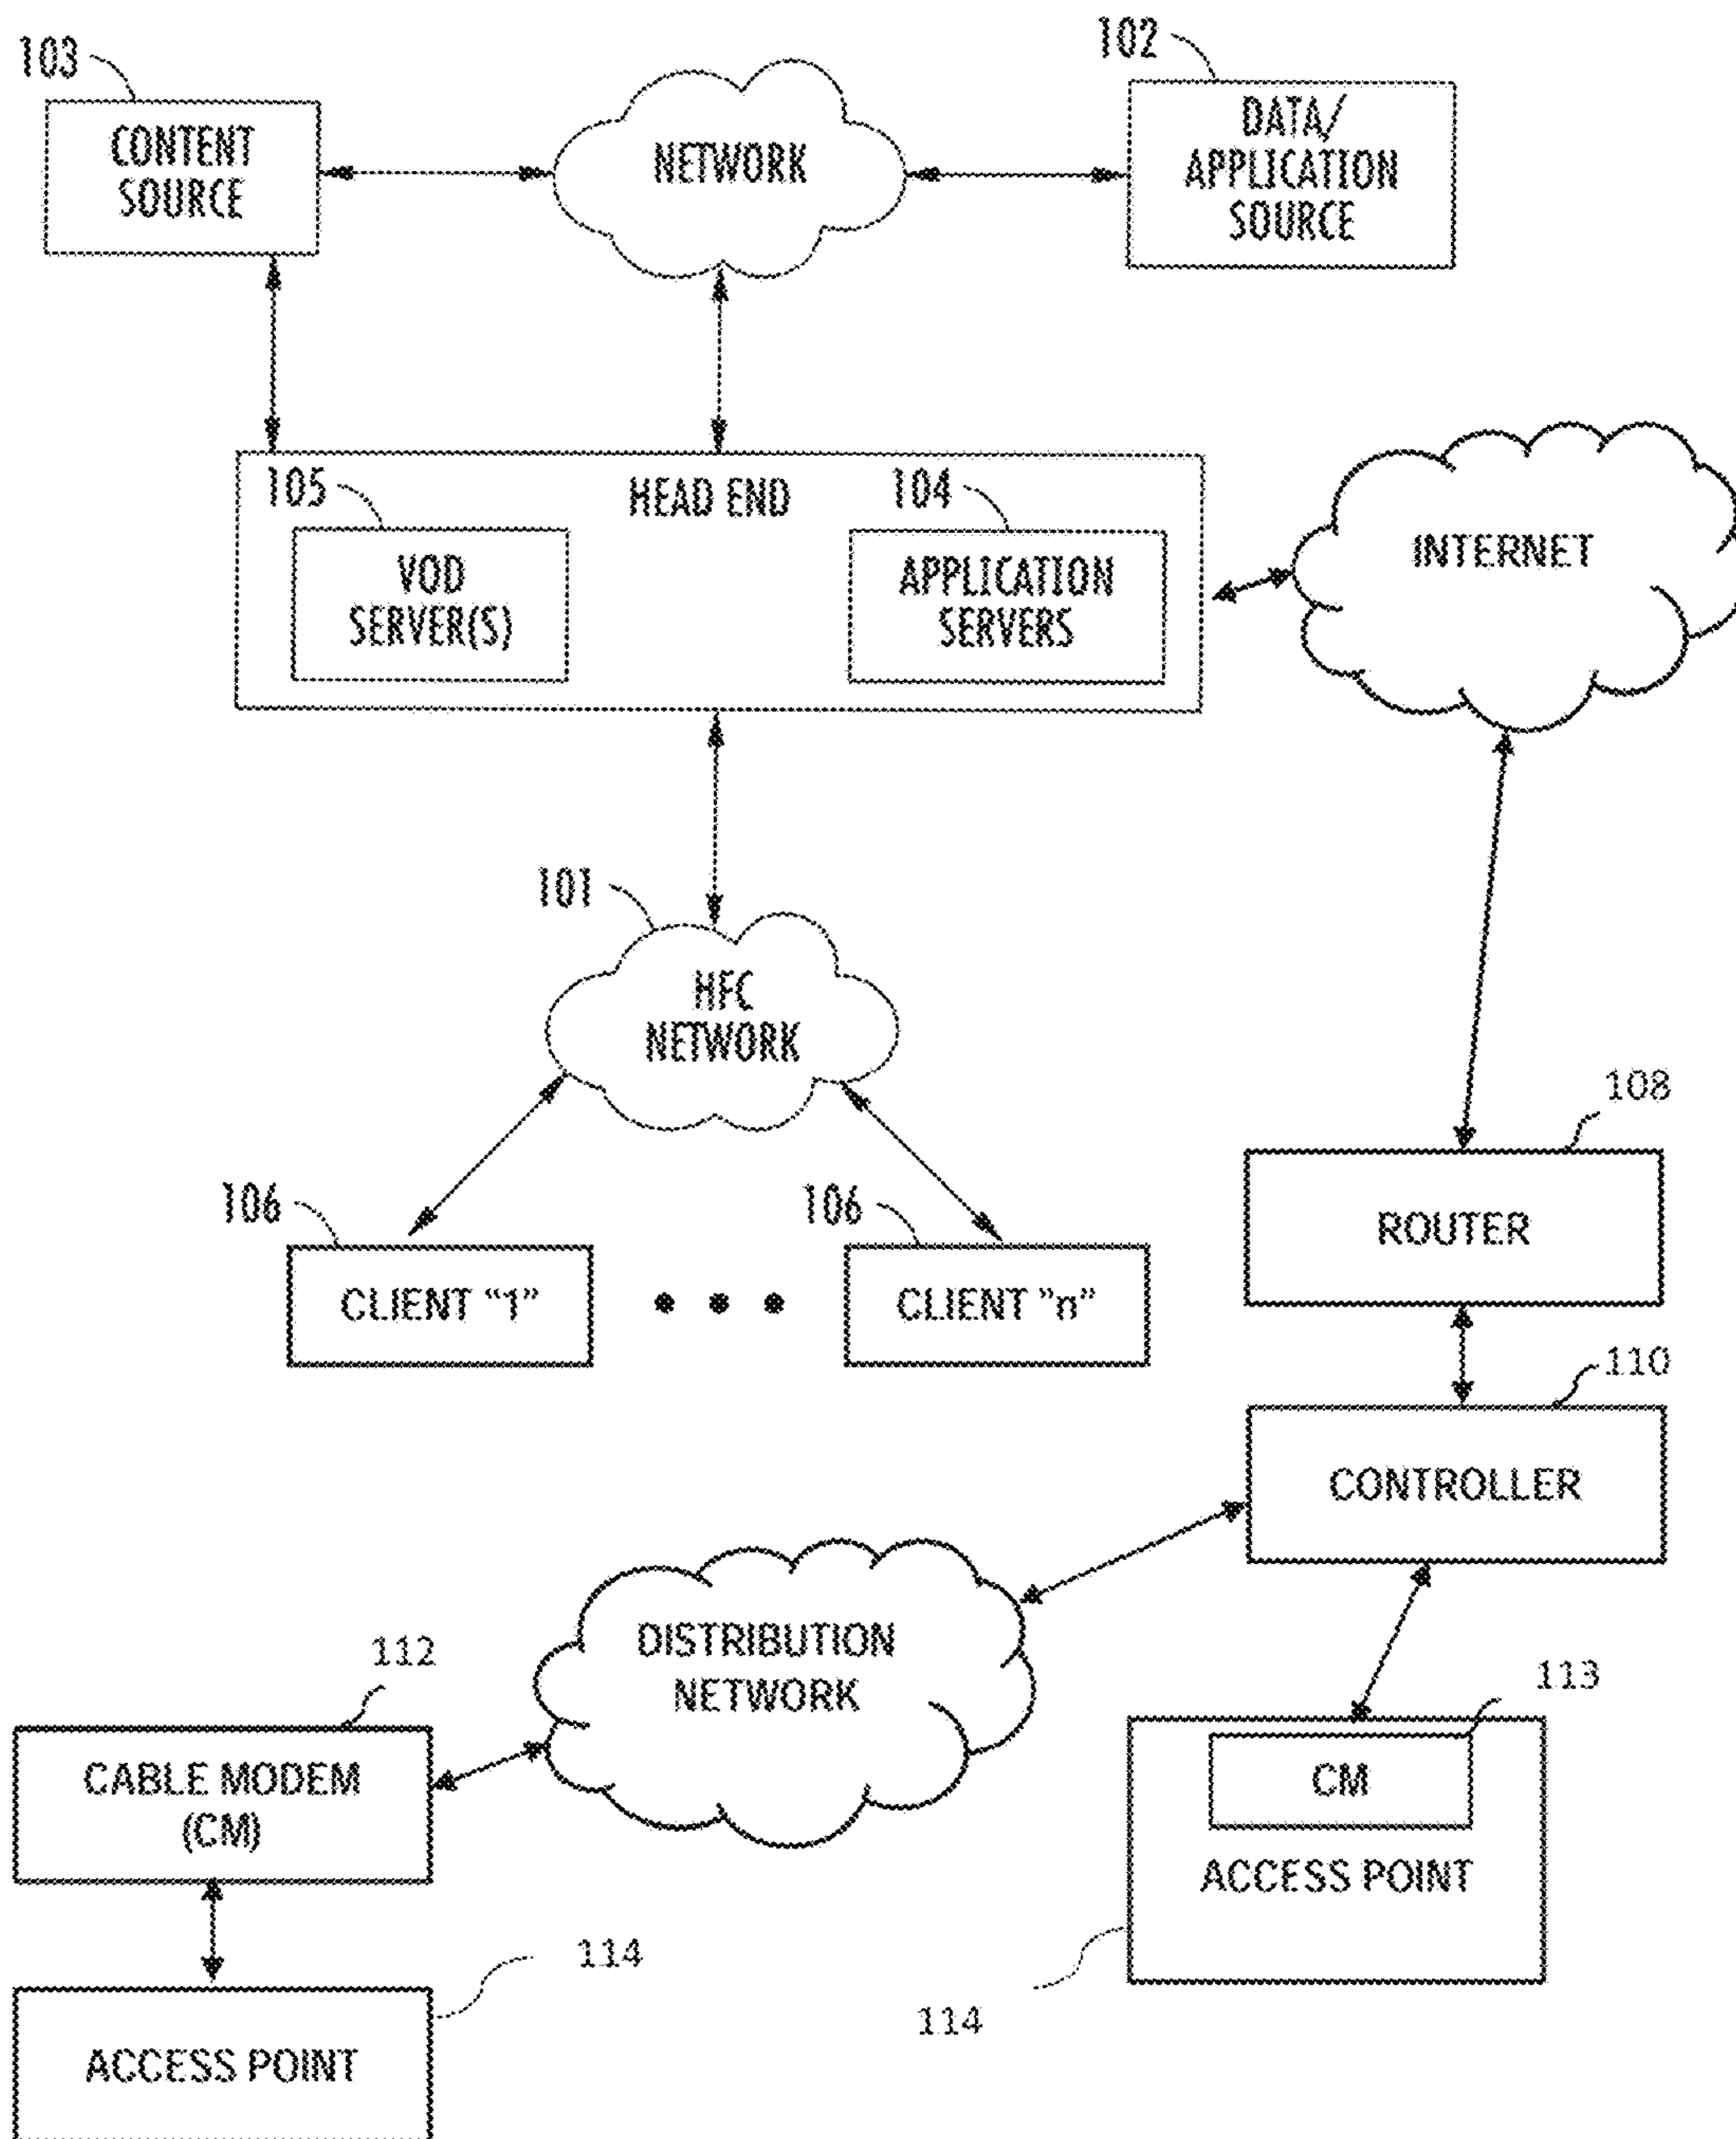 103
102
CONTENT
SOURCE
NETWORK
DATA/
APPLICATION
SOURCE
105
HEAD END
104
VOD
SERVER(S)
APPLICATION
SERVERS
INTERNET
101
HFC
NETWORK
108
106
106
ROUTER
CLIENT "1"
CLIENT "n"
110
CONTROLLER
DISTRIBUTION
NETWORK
112
113
CABLE MODEM
(CM)
CM
ACCESS POINT
114
114
ACCESS POINT